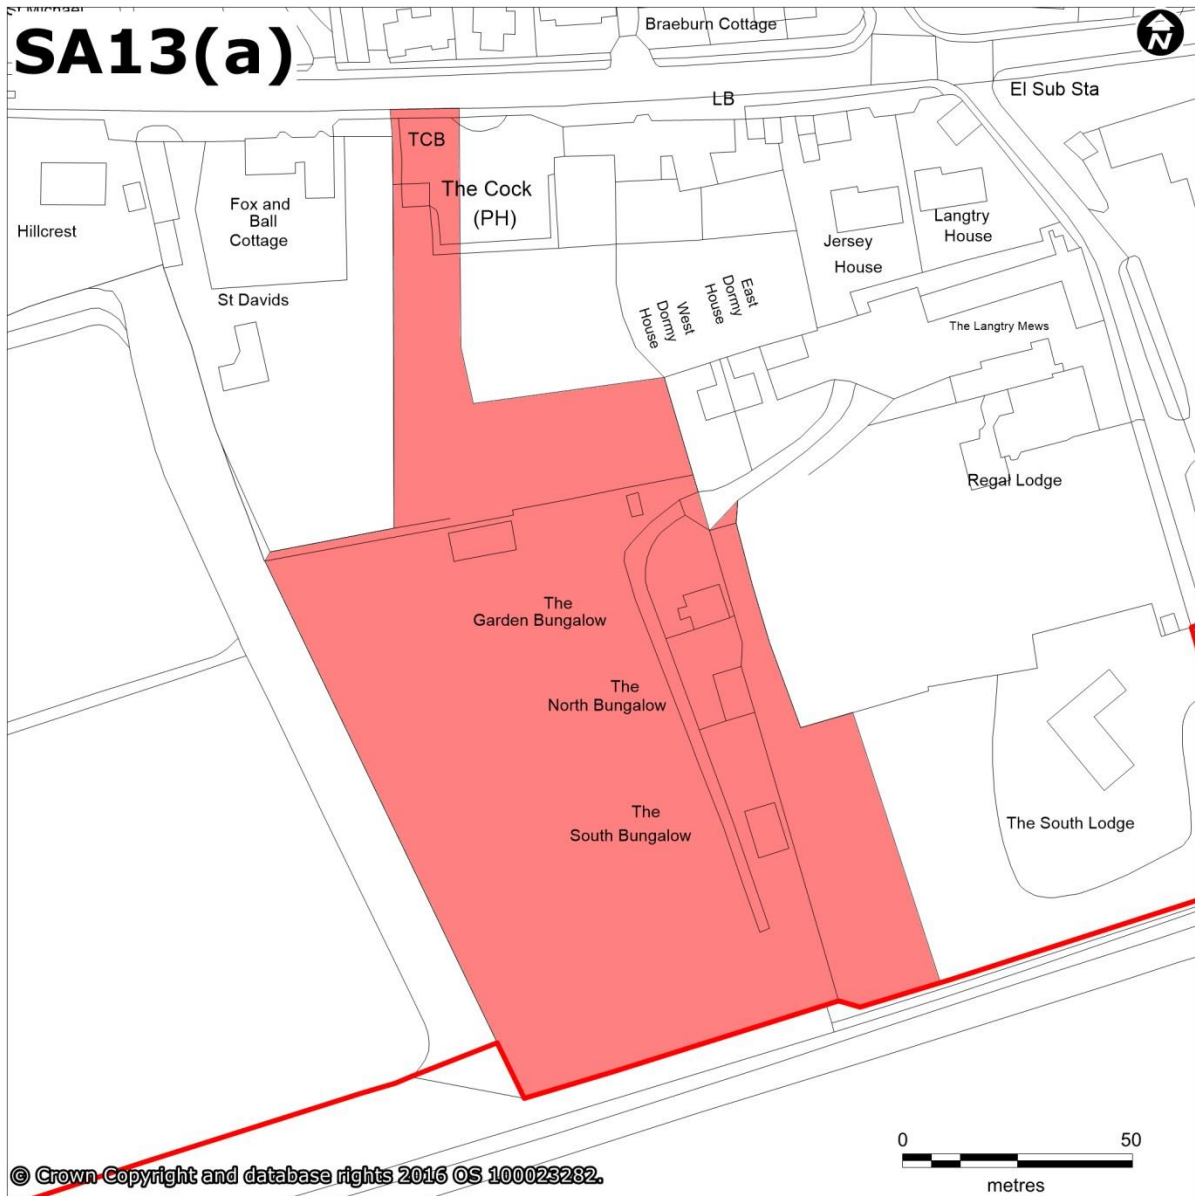 SA13(a)
Braeburn Cottage
N
LB
El Sub Sta
TCB
The Cock
(PH)
Hillcrest
Fox and
Ball
Cottage
St Davids
Jersey
House
Langtry
House
West
Dormy
House
East
Dormy
House
The Langtry Mews
Regal Lodge
The
Garden Bungalow
The
North Bungalow
The
South Bungalow
The South Lodge
0 50
metres
© Crown Copyright and database rights 2016 OS 100023282.